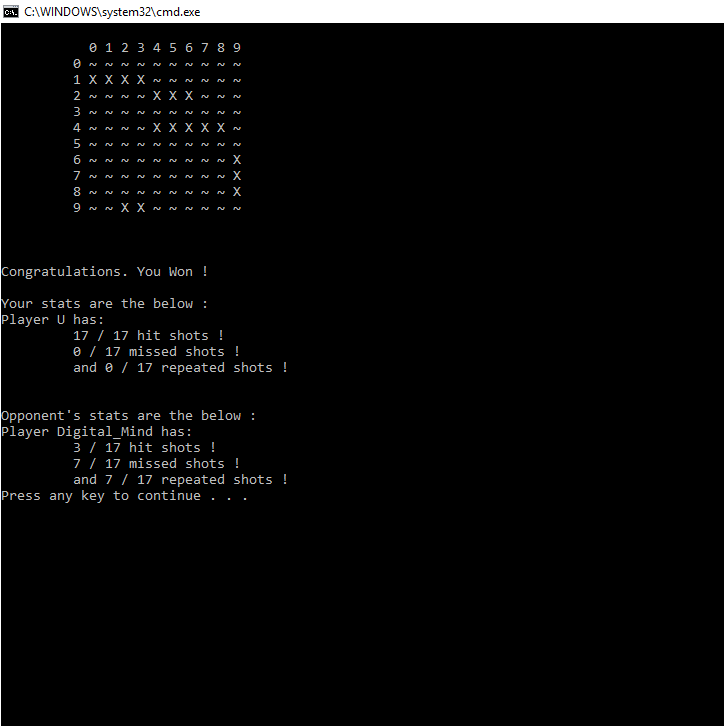 C:\WINDOWS\system32\cmd.exe
0 1 2 3 4 5 6 7 8 9
0 ~ ~ ~ ~ ~ ~ ~ ~ ~ ~
1 X X X X ~ ~ ~ ~ ~ ~
2 ~ ~ ~ ~ X X X ~ ~ ~
3 ~ ~ ~ ~ ~ ~ ~ ~ ~ ~
4 ~ ~ ~ ~ X X X X X ~
5 ~ ~ ~ ~ ~ ~ ~ ~ ~ ~
6 ~ ~ ~ ~ ~ ~ ~ ~ ~ X
7 ~ ~ ~ ~ ~ ~ ~ ~ ~ X
8 ~ ~ ~ ~ ~ ~ ~ ~ ~ X
9 ~ ~ X X ~ ~ ~ ~ ~ ~
Congratulations. You Won !
Your stats are the below :
Player U has:
17 / 17 hit shots !
0 / 17 missed shots !
and 0 / 17 repeated shots !
Opponent's stats are the below :
Player Digital_Mind has:
3 / 17 hit shots !
7 / 17 missed shots !
and 7 / 17 repeated shots !
Press any key to continue . . .